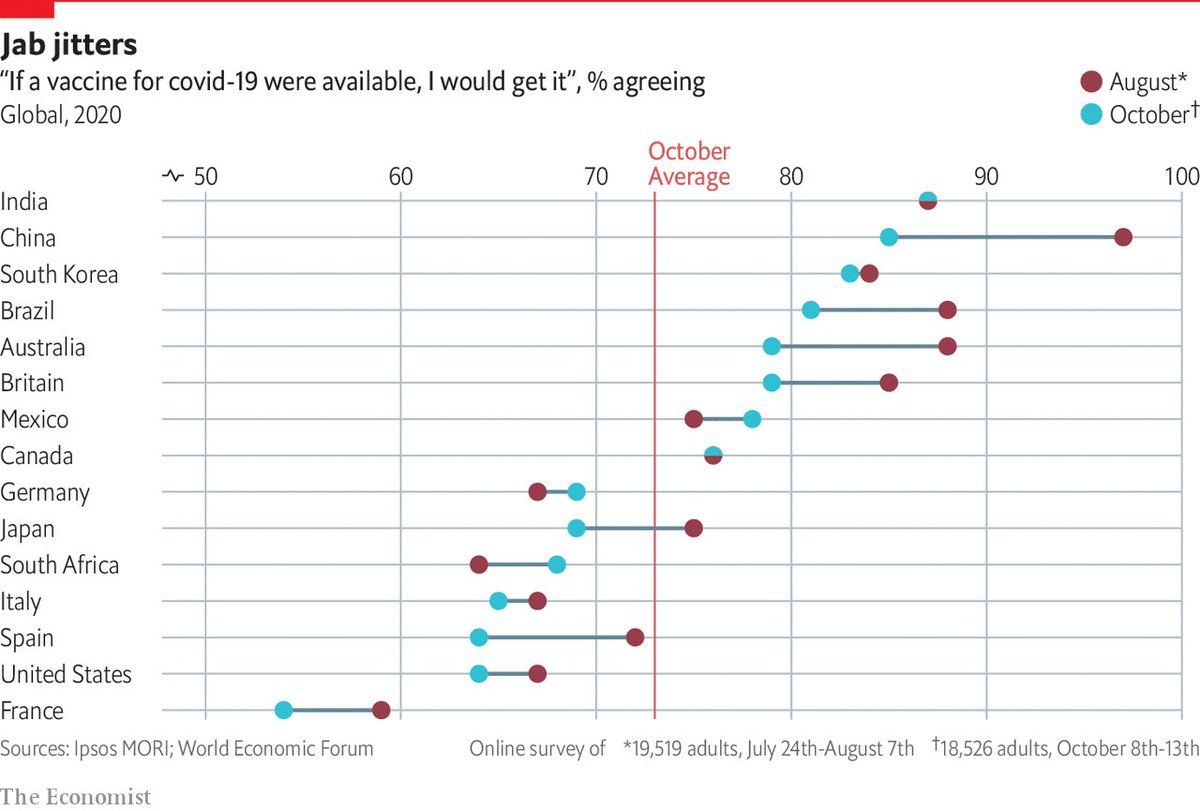 Jab jitters
“If a vaccine for covid-19 were available, I would get it”, % agreeing
Global, 2020
August*
October†
October
Average
50 60 70 80 90 100
India
China
South Korea
Brazil
Australia
Britain
Mexico
Canada
Germany
Japan
South Africa
Italy
Spain
United States
France
Sources: Ipsos MORI; World Economic Forum Online survey of *19,519 adults, July 24th-August 7th †18,526 adults, October 8th-13th
The Economist